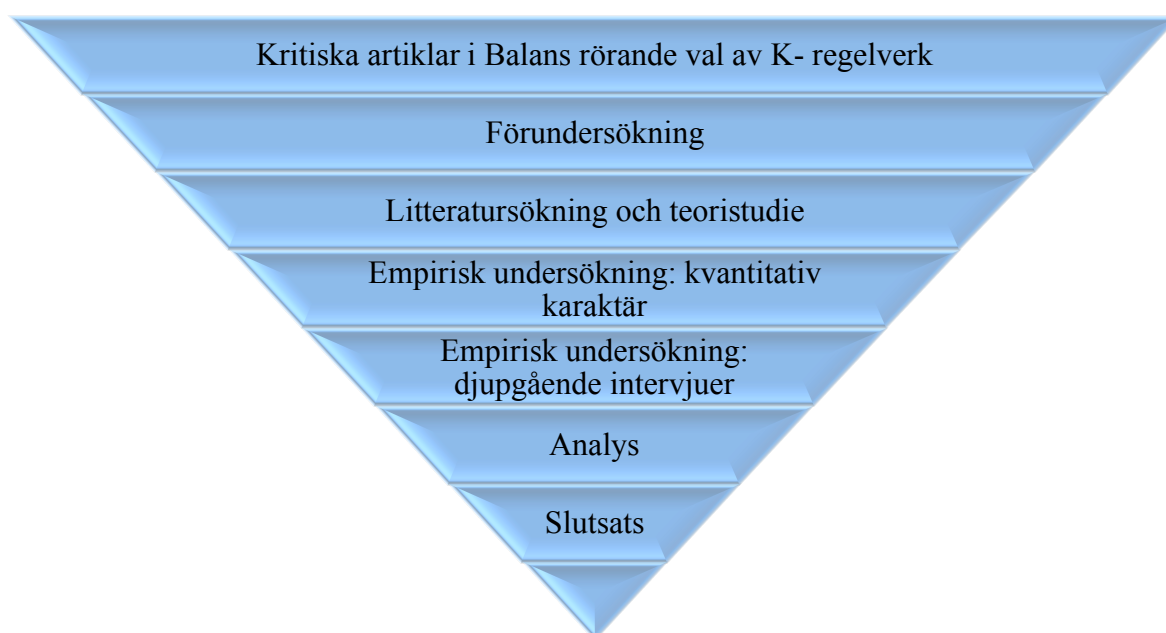 Kritiska artiklar i Balans rörande val av K- regelverk
Förundersökning
Litteratursökning och teoristudie
Empirisk undersökning: kvantitativ
karaktär
Empirisk undersökning:
djupgående intervjuer
Analys
Slutsats